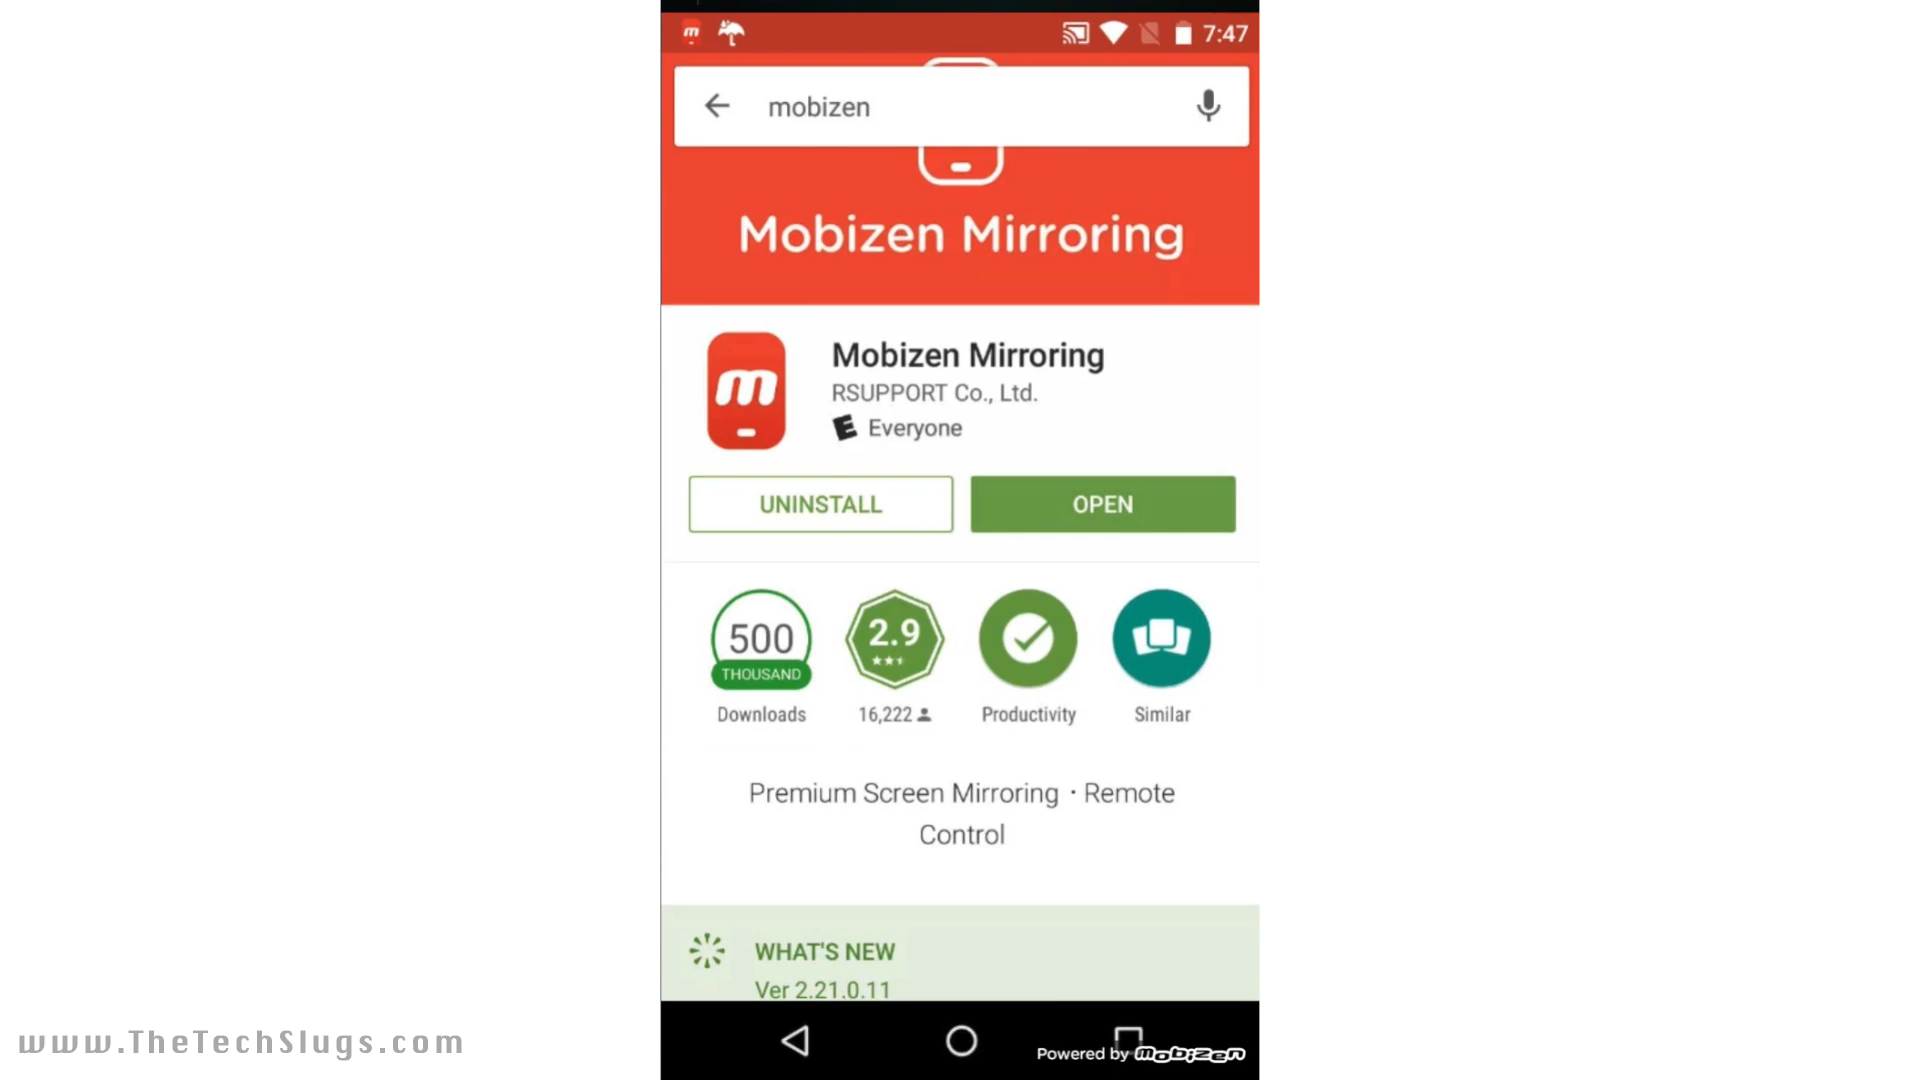 m
7:47
mobizen
Mobizen Mirroring
m
Mobizen Mirroring
RSUPPORT Co., Ltd.
E Everyone
UNINSTALL
OPEN
500
THOUSAND
2.9
Downloads
16,222
Productivity
Similar
Premium Screen Mirroring · Remote
Control
WHAT'S NEW
Ver 2.21.0.11
www.TheTechSlugs.com
Powered by mobizen